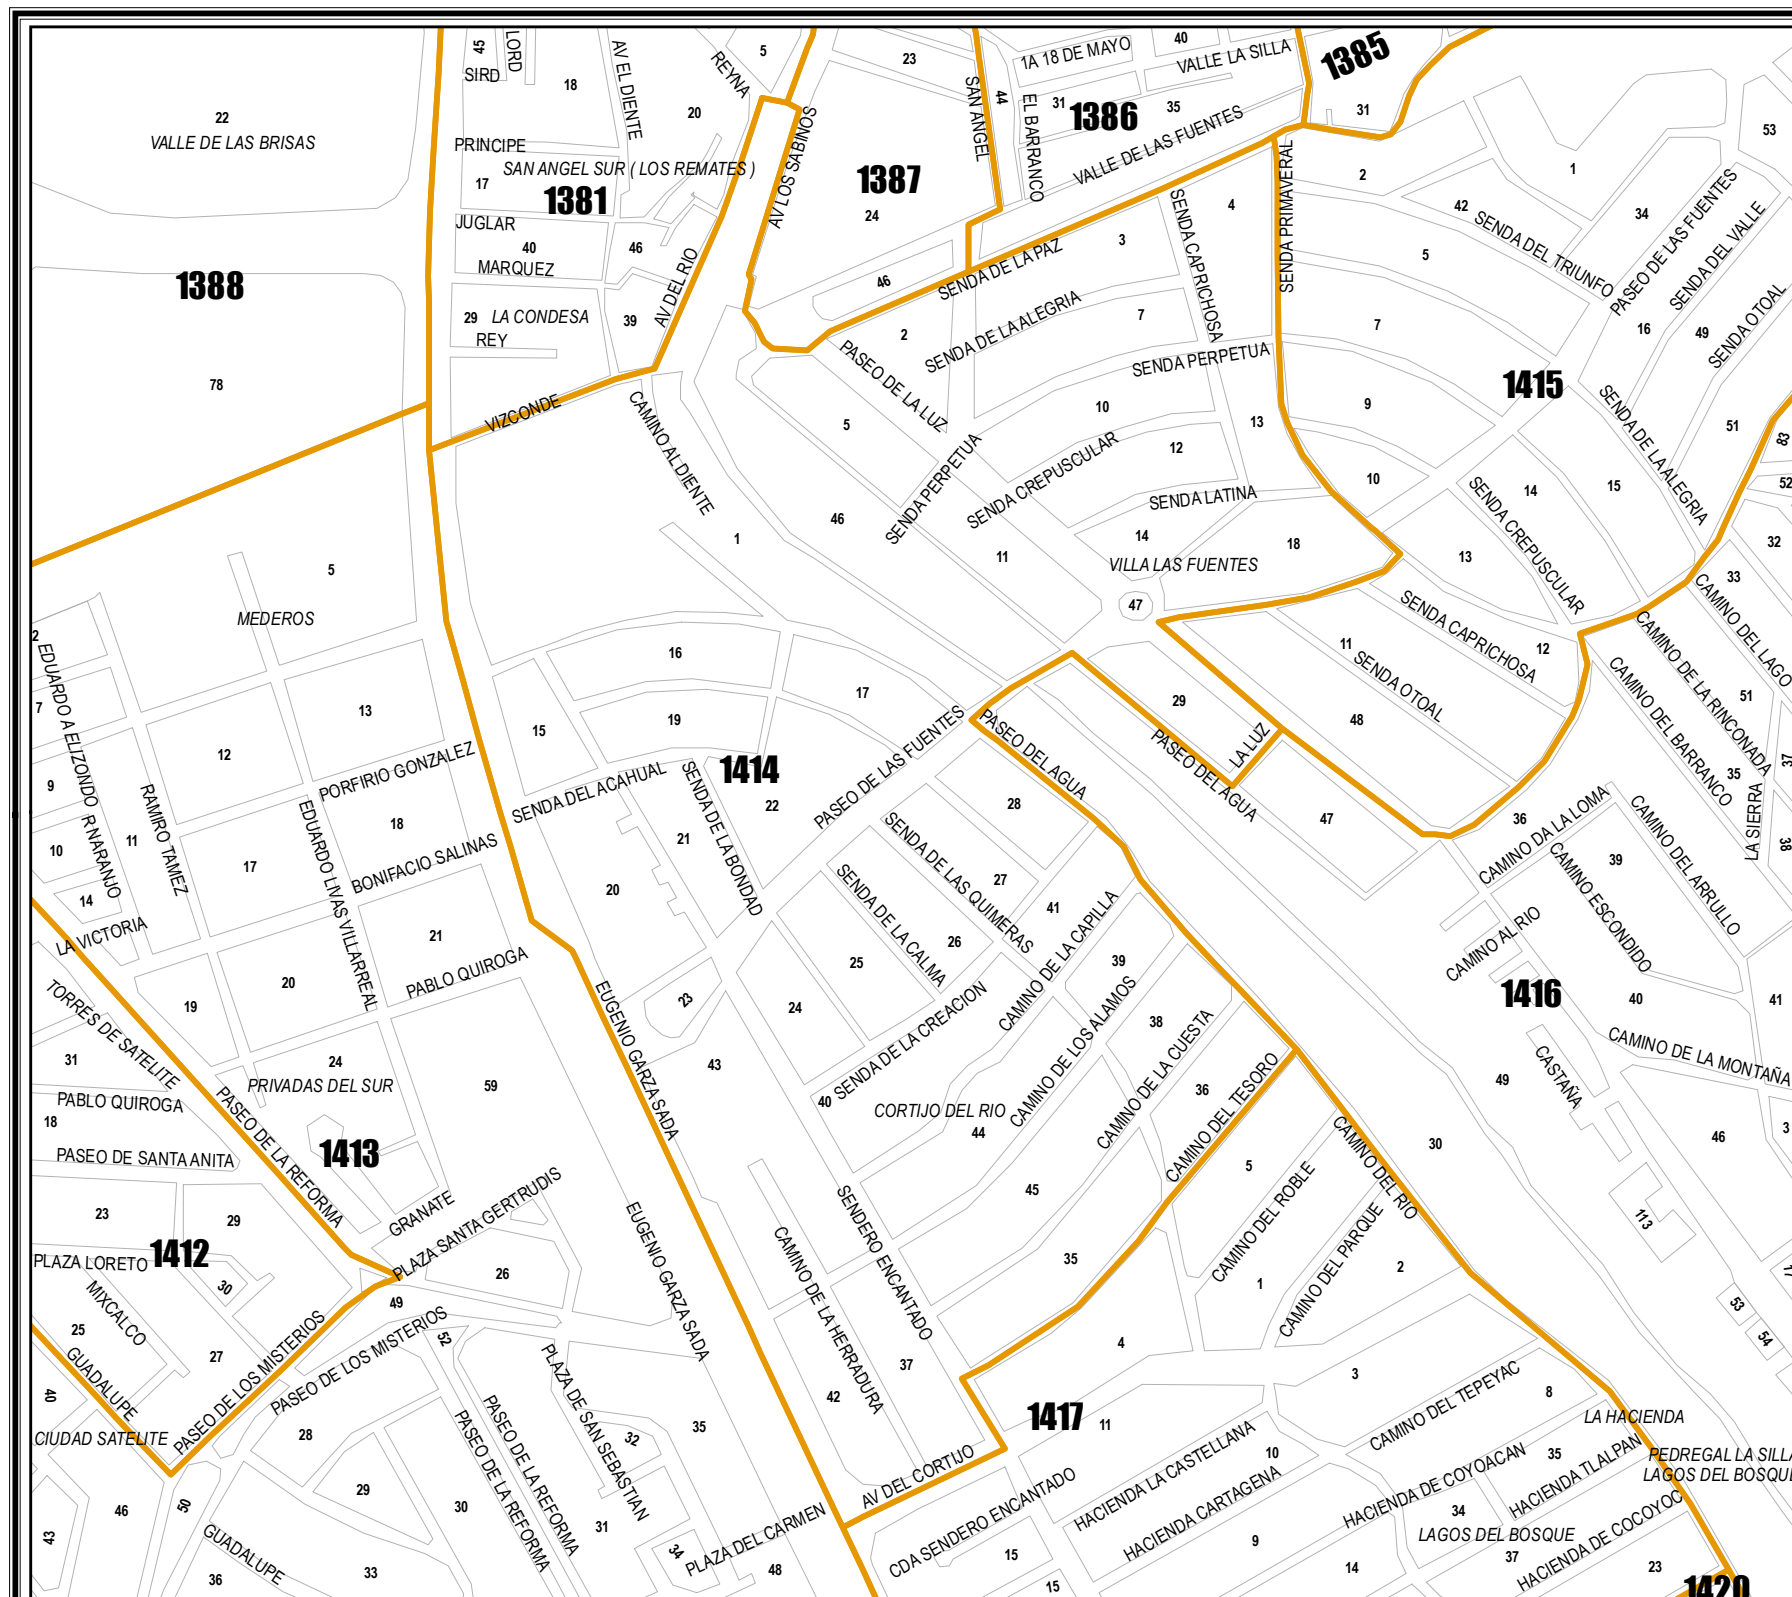 45
LORD
SIRD
18
AV EL DIENTE
REYNA
5
23
1A 18 DE MAYO
40
VALLE LA SILLA
1385
44
SAN ANGEL
EL BARRANCO
31
1386
35
31
22
VALLE DE LAS BRISAS
20
PRINCIPE
SAN ANGEL SUR ( LOS REMATES )
17
1381
AV LOS SABINOS
1387
24
VALLE DE LAS FUENTES
53
1
2
42
34
PASEO DE LAS FUENTES
SENDA DEL VALLE
JUGLAR
40
46
MARQUEZ
AV DEL RIO
SENDA CAPRICHOSA
4
3
SENDA PRIMAVERAL
SENDA DEL TRIUNFO
5
1388
46
SENDA DE LA PAZ
SENDA DE LA ALEGRIA
7
7
16
49
SENDA OTOAL
29
LA CONDESA
39
REY
2
PASEO DE LA LUZ
SENDA PERPETUA
78
1415
VIZCONDE
CAMINO AL DIENTE
5
10
9
SENDA DE LA ALEGRIA
51
83
SENDA PERPETUA
SENDA CREPUSCULAR
12
13
10
14
15
52
46
SENDA LATINA
SENDA CREPUSCULAR
1
11
14
18
VILLA LAS FUENTES
13
32
33
5
MEDEROS
47
SENDA CAPRICHOSA
CAMINO DEL LAGO
2
EDUARDO A ELIZONDO
7
16
17
11
SENDA OTOAL
12
CAMINO DE LA RINCONADA
CAMINO DEL BARRANCO
51
13
12
15
19
29
48
LA LUZ
PASEO DEL AGUA
PASEO DEL AGUA
PASEO DE LAS FUENTES
9
PORFIRIO GONZALEZ
1414
SENDA DEL ACAHUAL
SENDA DE LA BONDAD
35
37
LA SIERRA
38
RAMIRO TAMEZ
R NARANJO
11
10
14
17
18
EDUARDO LIVAS VILLARREAL
BONIFACIO SALINAS
22
21
20
28
SENDA DE LAS QUIMERAS
27
47
36
CAMINO DA LA LOMA
39
CAMINO DEL ARRULLO
CAMINO ESCONDIDO
LA VICTORIA
21
SENDA DE LA CALMA
26
41
CAMINO DE LA CAPILLA
CAMINO AL RIO
PABLO QUIROGA
20
19
25
39
CAMINO DE LOS ALAMOS
1416
40
41
TORRES DE SATELITE
EUGENIO GARZA SADA
23
24
SENDA DE LA CREACION
38
CAMINO DE LA CUESTA
CAMINO DE LA MONTAÑA
31
24
PRIVADAS DEL SUR
59
43
40
CORTIJO DEL RIO
44
36
CAMINO DEL TESORO
49
CASTAÑA
PABLO QUIROGA
18
PASEO DE LA REFORMA
1413
PASEO DE SANTA ANITA
30
CAMINO DEL RIO
46
3
23
29
GRANATE
PLAZA SANTA GERTRUDIS
EUGENIO GARZA SADA
SENDERO ENCANTADO
45
5
CAMINO DEL ROBLE
CAMINO DEL PARQUE
113
PLAZA LORETO
1412
30
26
CAMINO DE LA HERRADURA
35
1
2
17
MIXCALCO
49
25
27
PASEO DE LOS MISTERIOS
PASEO DE LOS MISTERIOS
52
53
54
GUADALUPE
PLAZA DE SAN SEBASTIAN
4
37
3
40
42
CAMINO DEL TEPEYAC
8
CIUDAD SATELITE
28
PASEO DE LA REFORMA
PASEO DE LA REFORMA
32
35
1417
11
LA HACIENDA
AV DEL CORTIJO
HACIENDA LA CASTELLANA
10
HACIENDA DE COYOACAN
35
HACIENDA TLALPAN
PEDREGAL LA SILLA
LAGOS DEL BOSQUE
46
50
29
30
31
43
GUADALUPE
PLAZA DEL CARMEN
34
CDA SENDERO ENCANTADO
HACIENDA CARTAGENA
34
LAGOS DEL BOSQUE
36
33
48
15
15
9
14
37
HACIENDA DE COCOYOC
23
1420